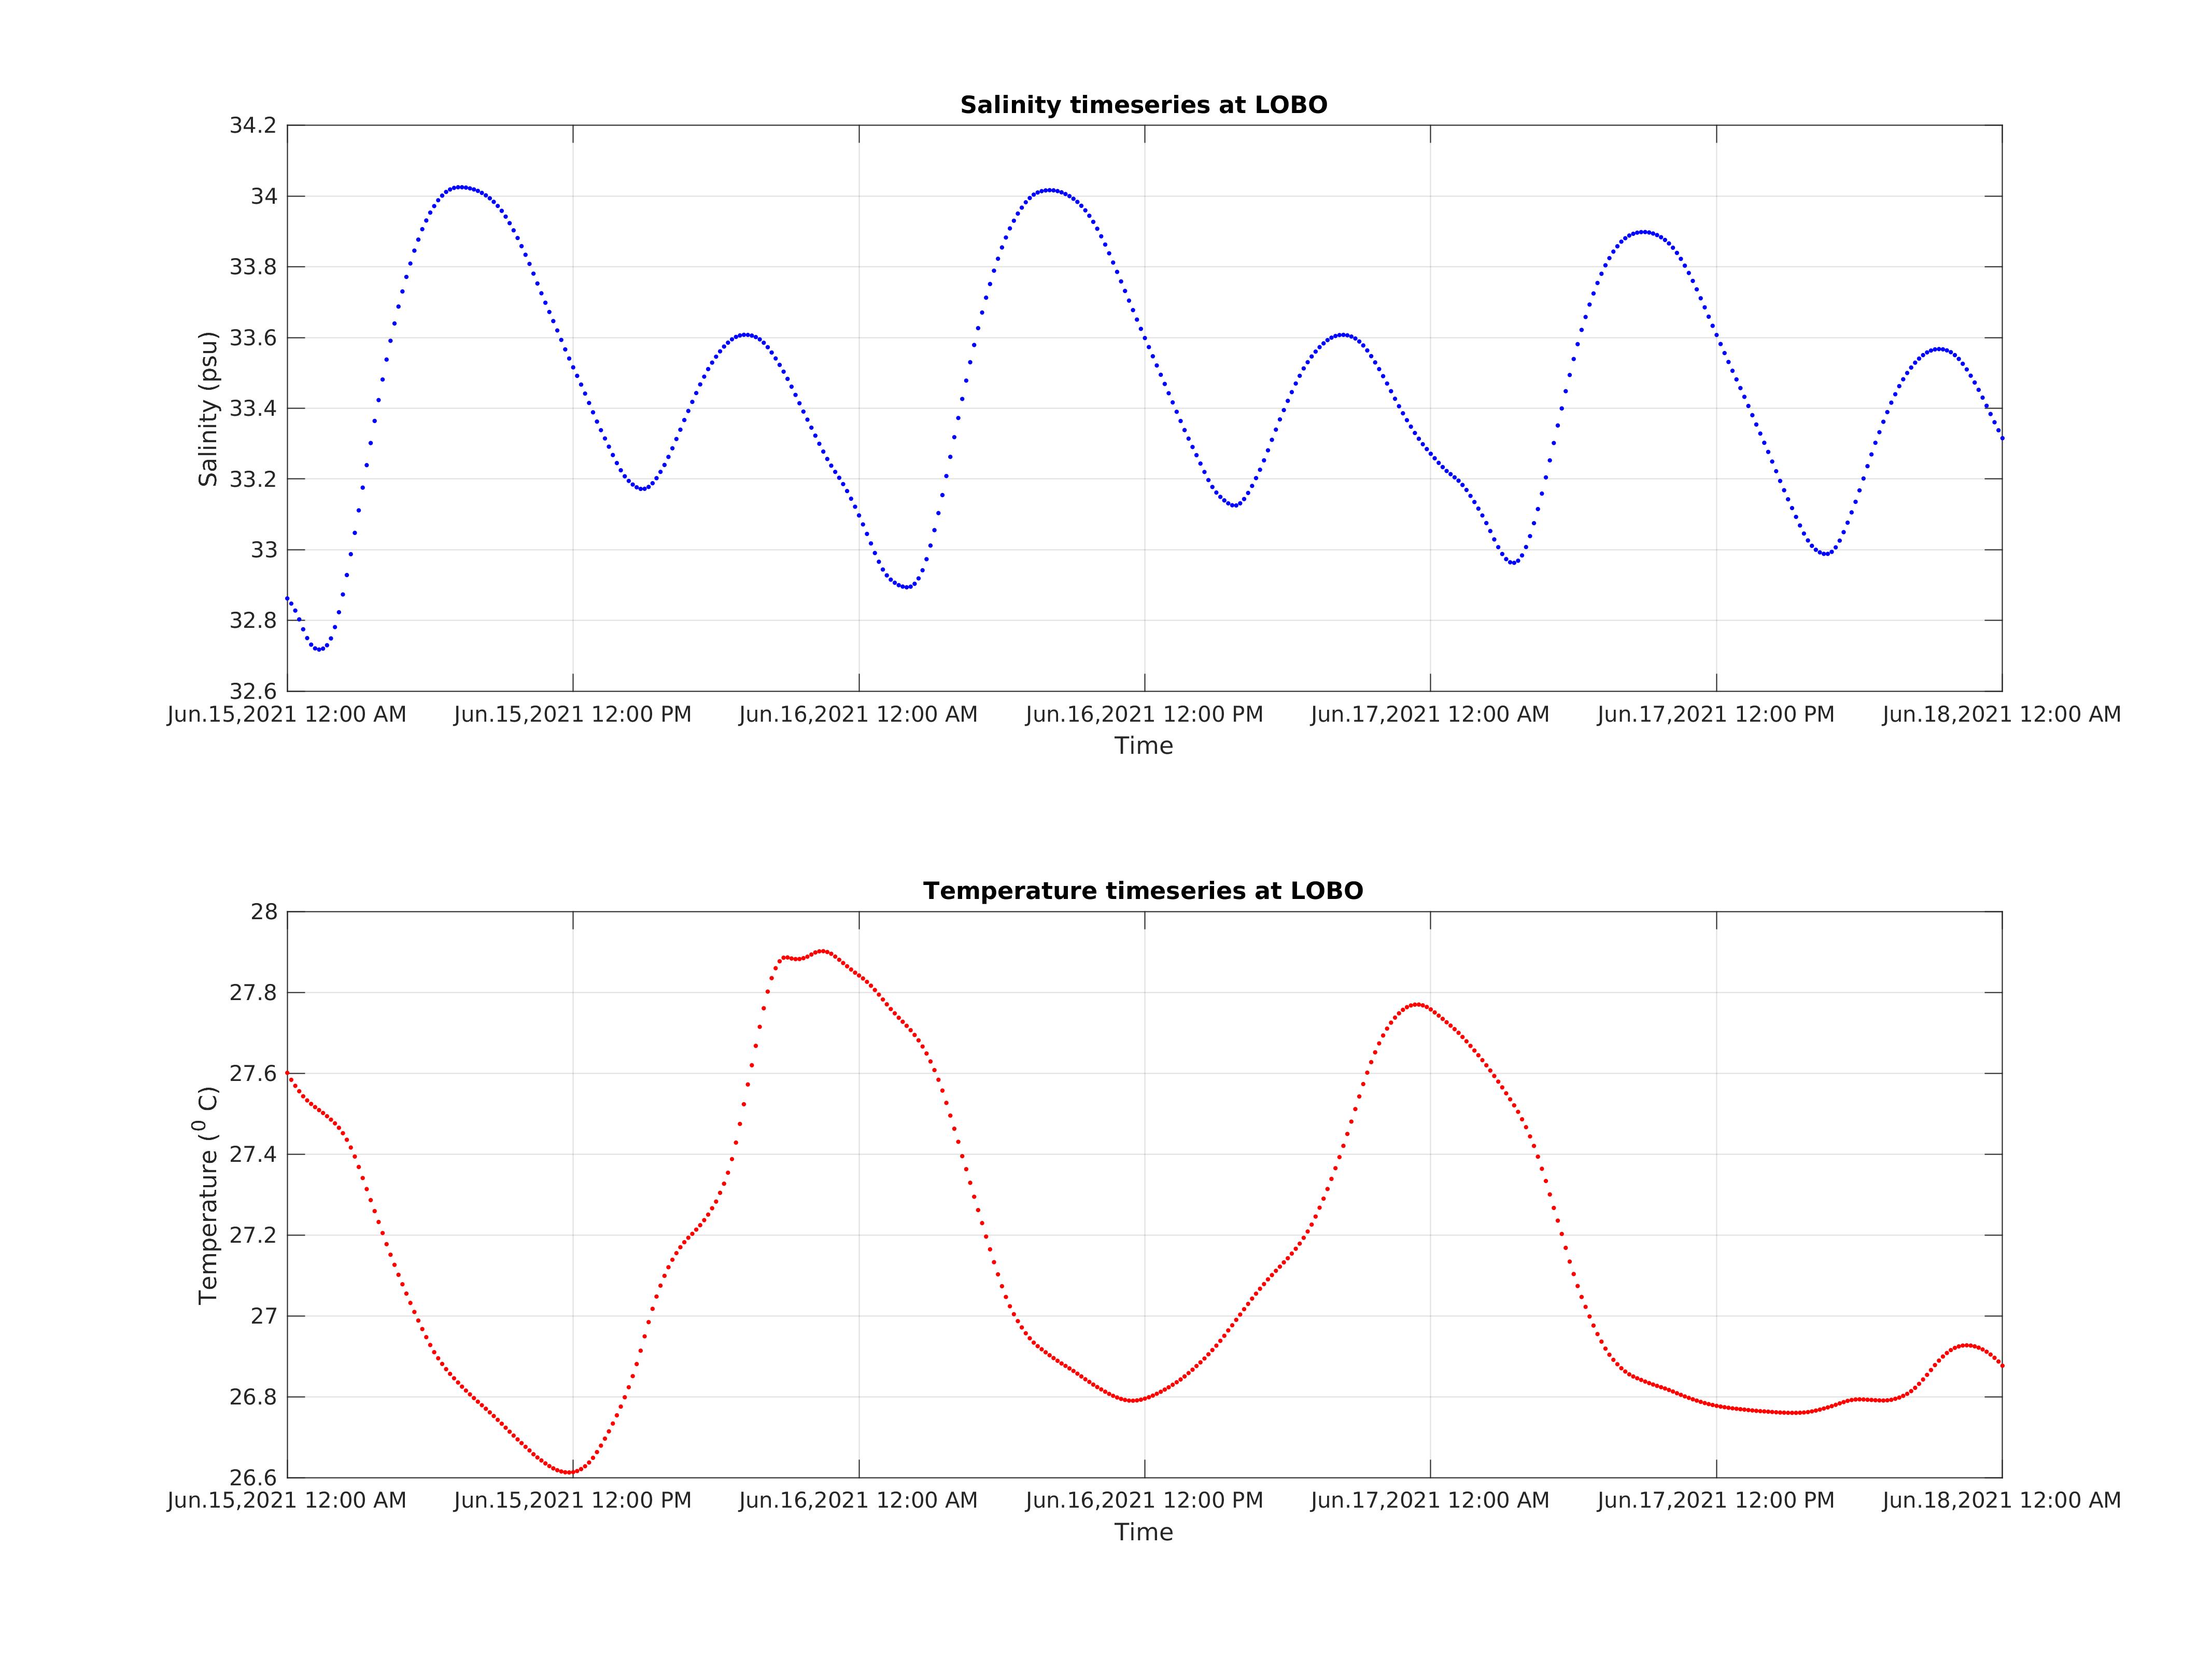 Salinity timeseries at LOBO
34.2
34
33.8
33.6
33.4
33.2
33
32.8
32.6
Salinity (psu)
Jun.15,2021 12:00 AM Jun.15,2021 12:00 PM Jun.16,2021 12:00 AM Jun.16,2021 12:00 PM Jun.17,2021 12:00 AM Jun.17,2021 12:00 PM Jun.18,2021 12:00 AM
Time
Temperature timeseries at LOBO
28
27.8
27.6
27.4
27.2
27
26.8
26.6
Temperature (⁰ C)
Jun.15,2021 12:00 AM Jun.15,2021 12:00 PM Jun.16,2021 12:00 AM Jun.16,2021 12:00 PM Jun.17,2021 12:00 AM Jun.17,2021 12:00 PM Jun.18,2021 12:00 AM
Time